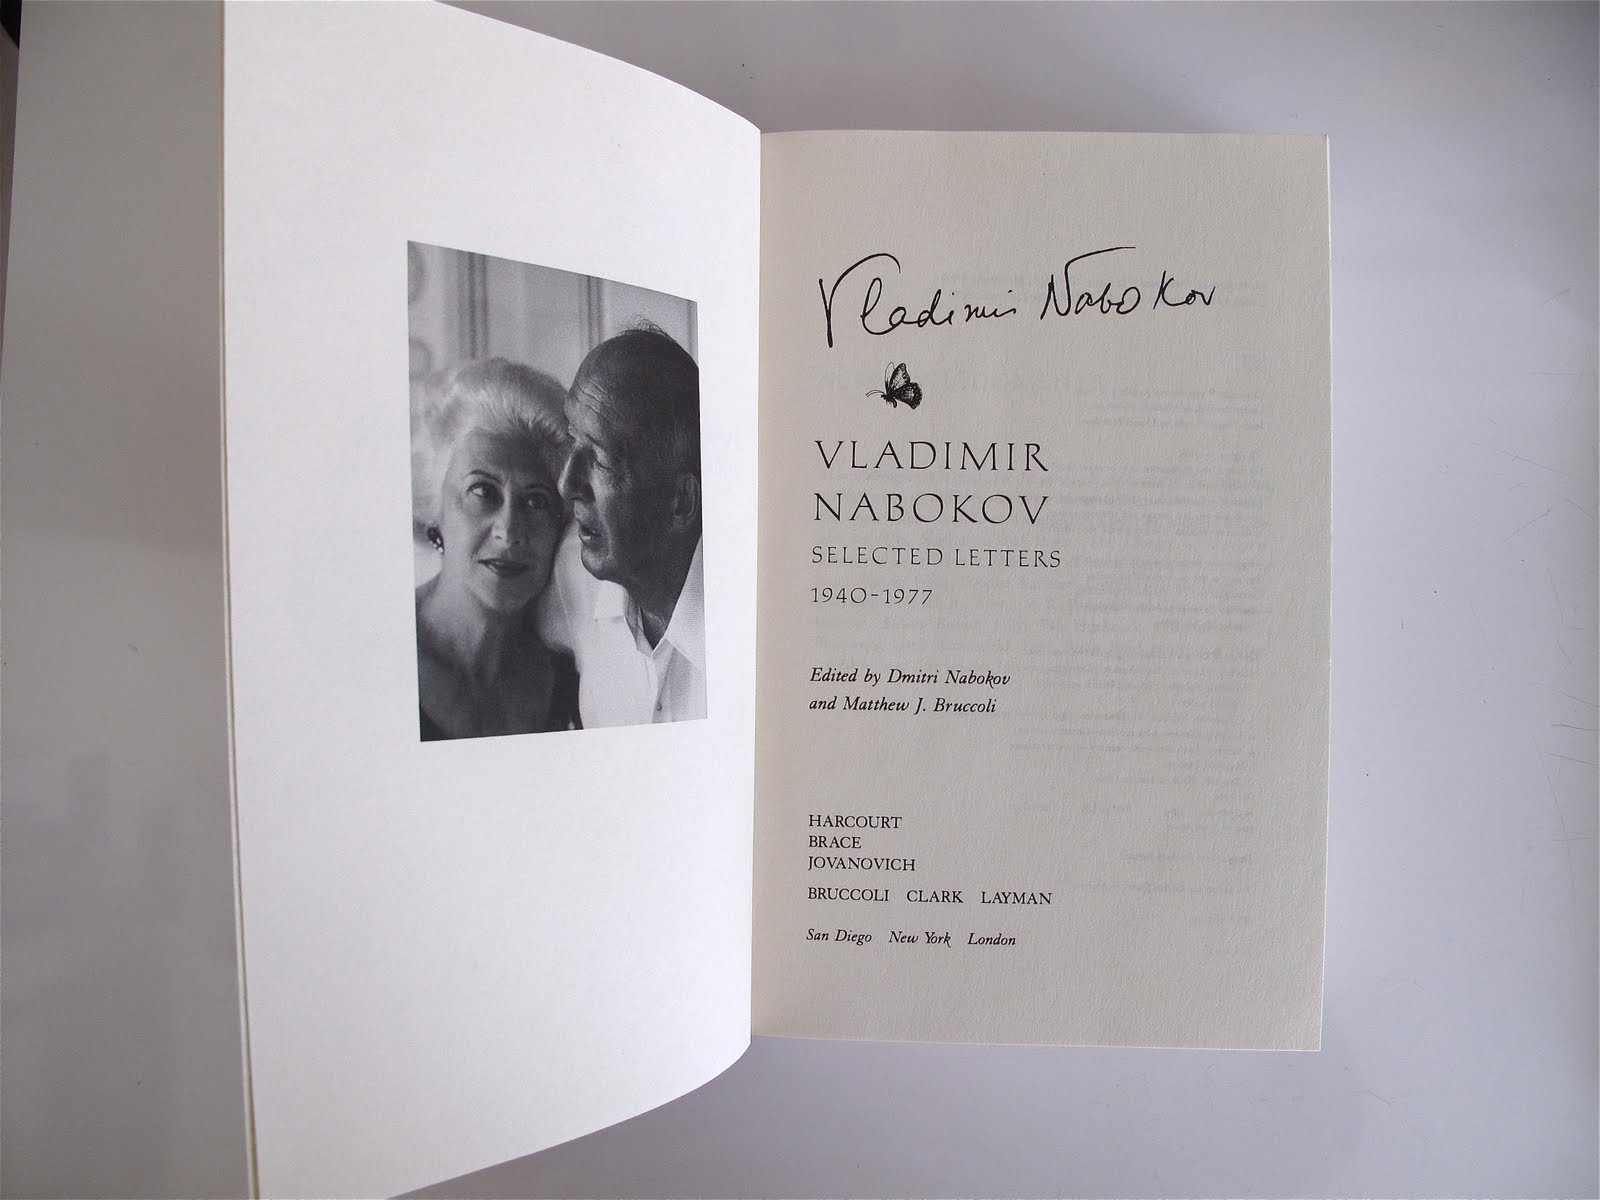 Vladimir Nabokov
VLADIMIR
NABOKOV
SELECTED LETTERS
1940-1977
Edited by Dmitri Nabokov
and Matthew J. Bruccoli
HARCOURT
BRACE
JOVANOVICH
BRUCCOLI CLARK LAYMAN
San Diego New York London